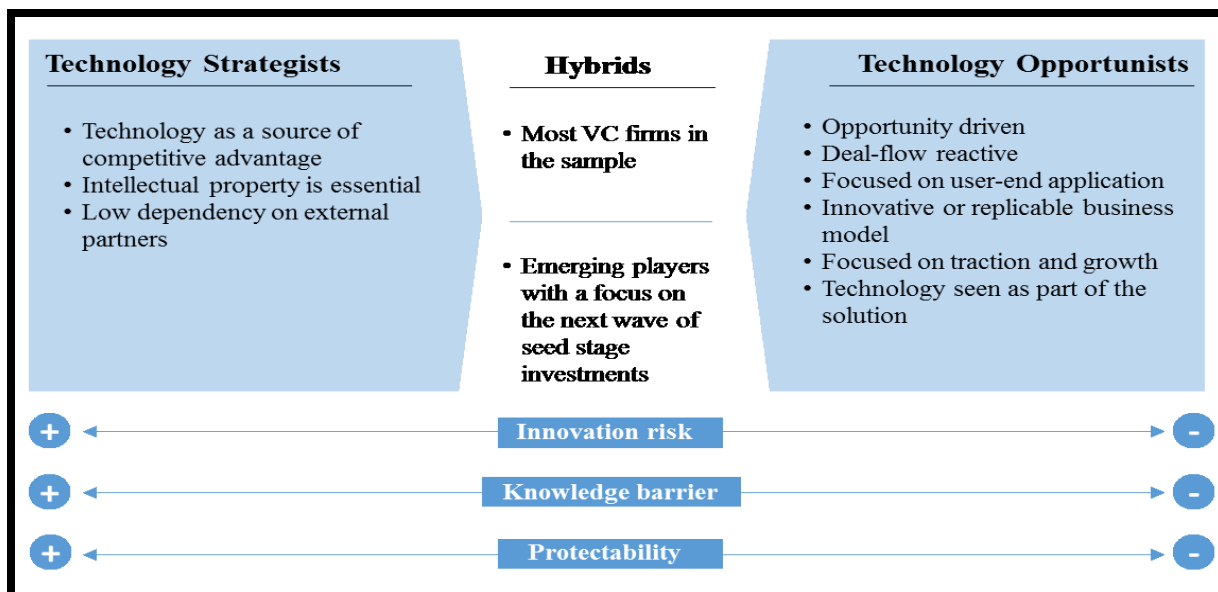 Technology Strategists
• Technology as a source of
competitive advantage
• Intellectual property is essential
• Low dependency on external
partners
Hybrids
• Most VC firms in
the sample
• Emerging players
with a focus on
the next wave of
seed stage
investments
Technology Opportunists
• Opportunity driven
• Deal-flow reactive
• Focused on user-end application
• Innovative or replicable business
model
• Focused on traction and growth
• Technology seen as part of the
solution
+ Innovation risk -
+ Knowledge barrier -
+ Protectability -